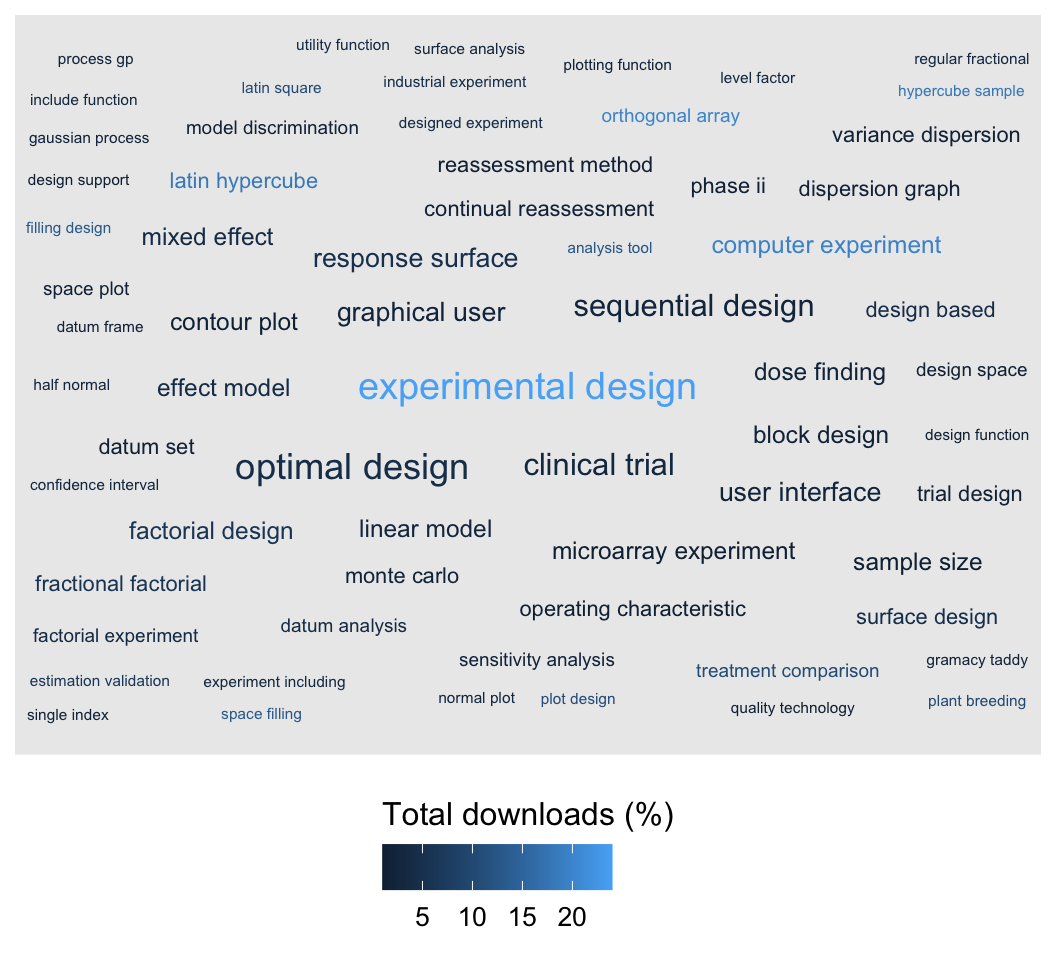 utility function
surface analysis
process gp
plotting function
regular fractional
level factor
industrial experiment
latin square
hypercube sample
include function
orthogonal array
designed experiment
model discrimination
variance dispersion
gaussian process
reassessment method
design support
latin hypercube
phase ii
dispersion graph
continual reassessment
filling design
mixed effect
analysis tool
computer experiment
response surface
space plot
sequential design
design based
graphical user
contour plot
datum frame
dose finding
design space
half normal
effect model
experimental design
block design
design function
datum set
optimal design
clinical trial
confidence interval
user interface
trial design
factorial design
linear model
microarray experiment
sample size
monte carlo
fractional factorial
operating characteristic
surface design
datum analysis
factorial experiment
sensitivity analysis
gramacy taddy
treatment comparison
estimation validation
experiment including
normal plot
plot design
plant breeding
quality technology
single index
space filling
Total downloads (%)
5 10 15 20